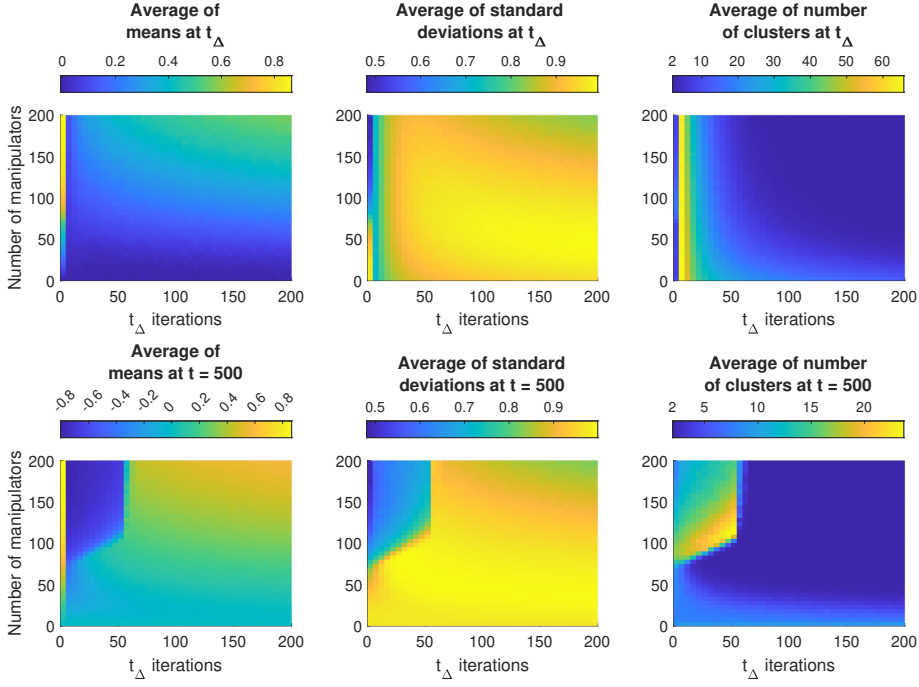 Average of means at t_Δ
Average of standard deviations at t_Δ
Average of number of clusters at t_Δ
0 0.2 0.4 0.6 0.8
0.5 0.6 0.7 0.8 0.9
2 10 20 30 40 50 60
Number of manipulators
200
150
100
50
0
0 50 100 150 200
t_Δ iterations
200
150
100
50
0
0 50 100 150 200
t_Δ iterations
200
150
100
50
0
0 50 100 150 200
t_Δ iterations
Average of means at t = 500
Average of standard deviations at t = 500
Average of number of clusters at t = 500
-0.8 -0.6 -0.4 -0.2 0 0.2 0.4 0.6 0.8
0.5 0.6 0.7 0.8 0.9
2 5 10 15 20
Number of manipulators
200
150
100
50
0
0 50 100 150 200
t_Δ iterations
200
150
100
50
0
0 50 100 150 200
t_Δ iterations
200
150
100
50
0
0 50 100 150 200
t_Δ iterations